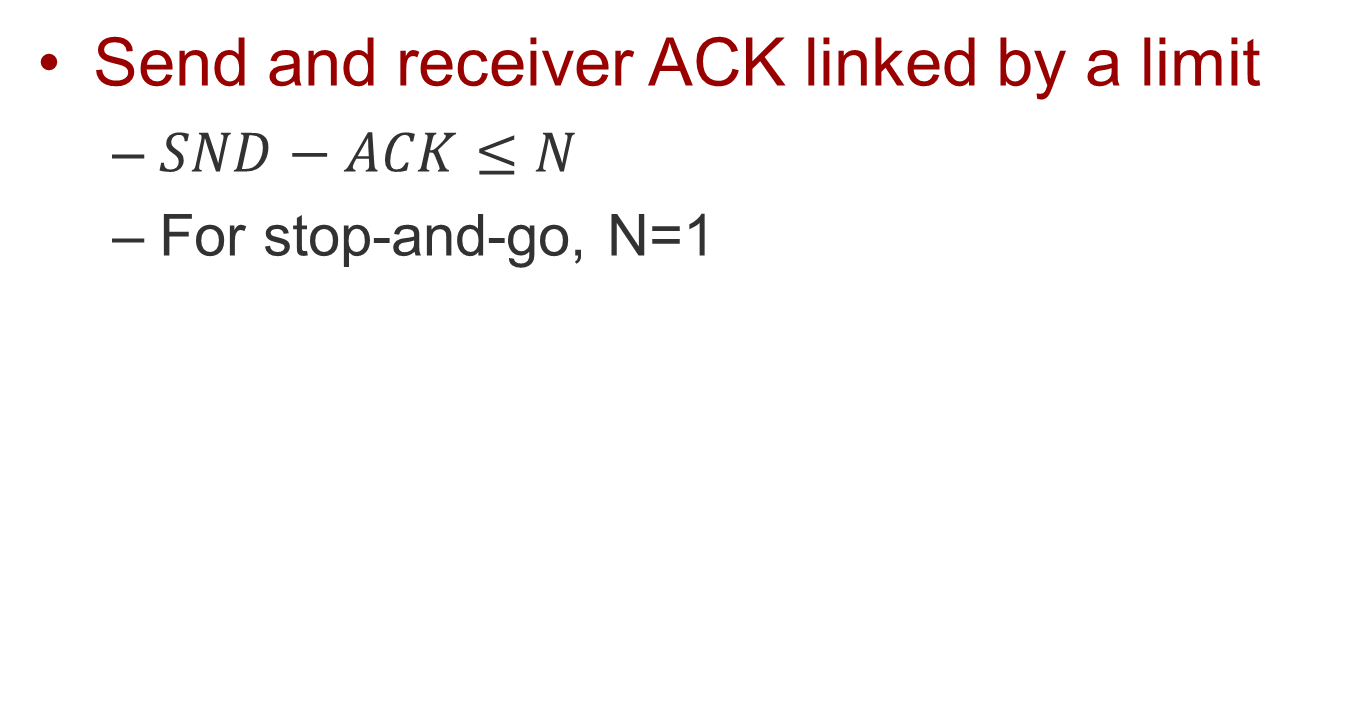 • Send and receiver ACK linked by a limit
– SND − ACK ≤ N
– For stop-and-go, N=1